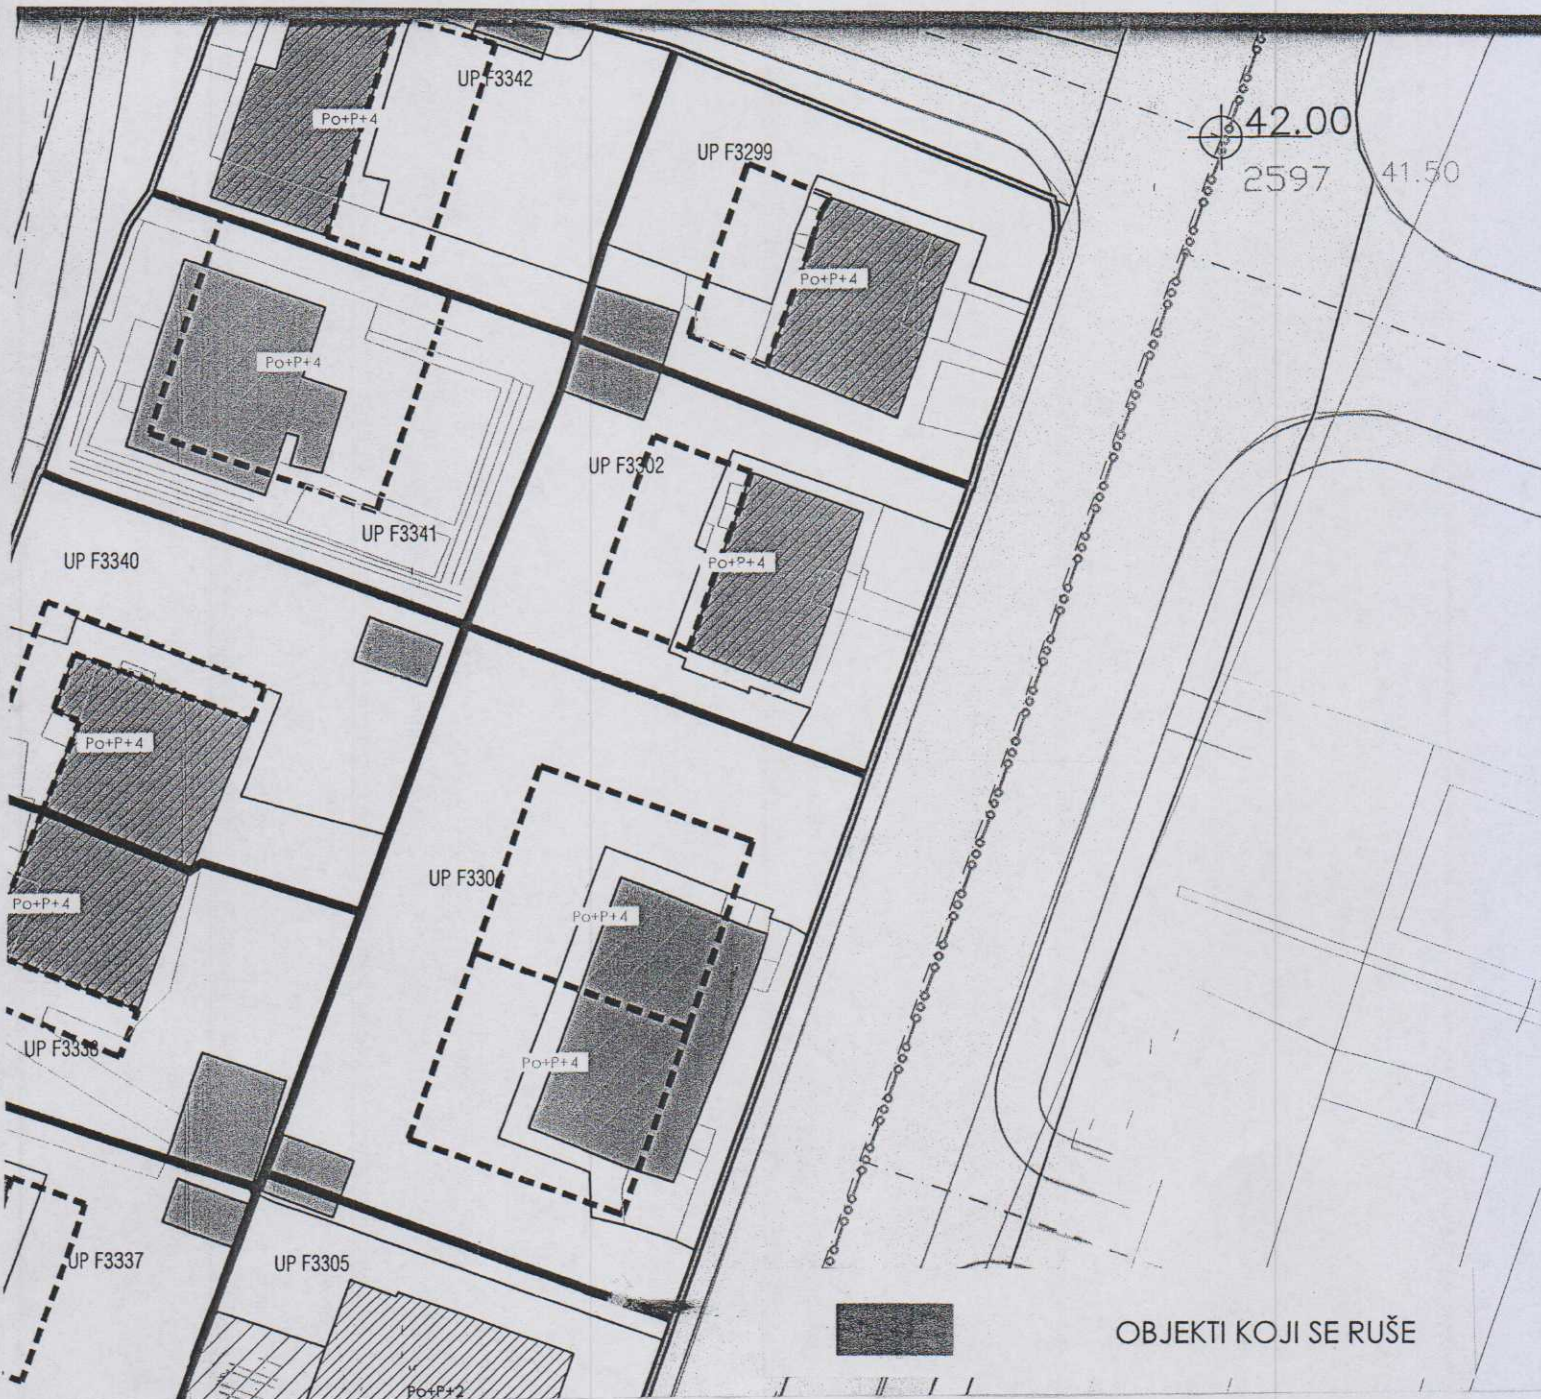 UP F3342
Po+P+4
42.00
2597
41.50
UP F3299
Po+P+4
Po+P+4
UP F3302
UP F3341
Po+P+4
UP F3340
Po+P+4
UP F330
Po+P+4
Po+P+4
Po+P+4
UP F3338
UP F3337
UP F3305
Po+P+2
OBJEKTI KOJI SE RUŠE